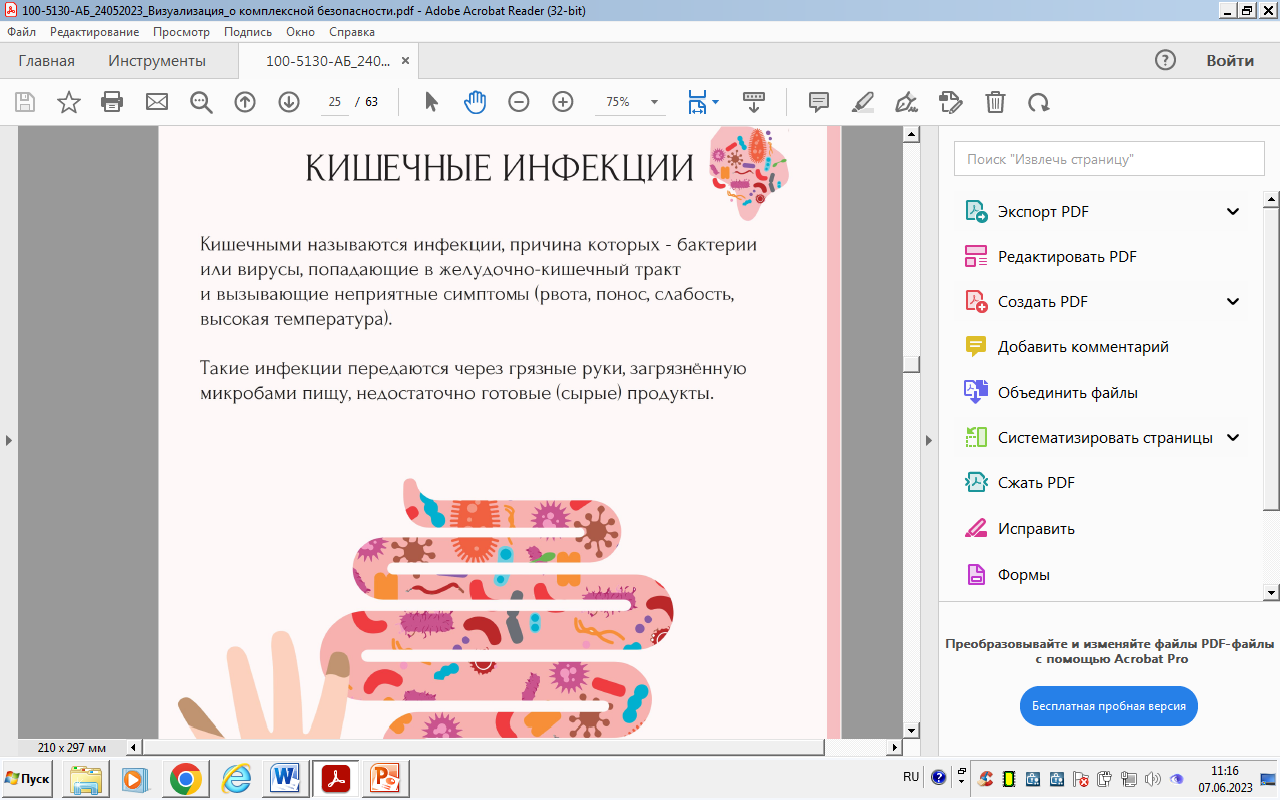 100-5130-АБ_24052023_Визуализация_о комплексной безопасности.pdf - Adobe Acrobat Reader (32-bit)
Файл Редактирование Просмотр Подпись Окно Справка
Главная Инструменты 100-5130-АБ_240... Войти
25 / 63 75%
КИШЕЧНЫЕ ИНФЕКЦИИ
Кишечными называются инфекции, причина которых - бактерии
или вирусы, попадающие в желудочно-кишечный тракт
и вызывающие неприятные симптомы (рвота, понос, слабость,
высокая температура).
Такие инфекции передаются через грязные руки, загрязнённую
микробами пищу, недостаточно готовые (сырые) продукты.
Поиск "Извлечь страницу"
Экспорт PDF
Редактировать PDF
Создать PDF
Добавить комментарий
Объединить файлы
Систематизировать страницы
Сжать PDF
Исправить
Формы
Преобразовывайте и изменяйте файлы PDF-файлы
с помощью Acrobat Pro
Бесплатная пробная версия
210 x 297 мм
Пуск RU 11:16
07.06.2023